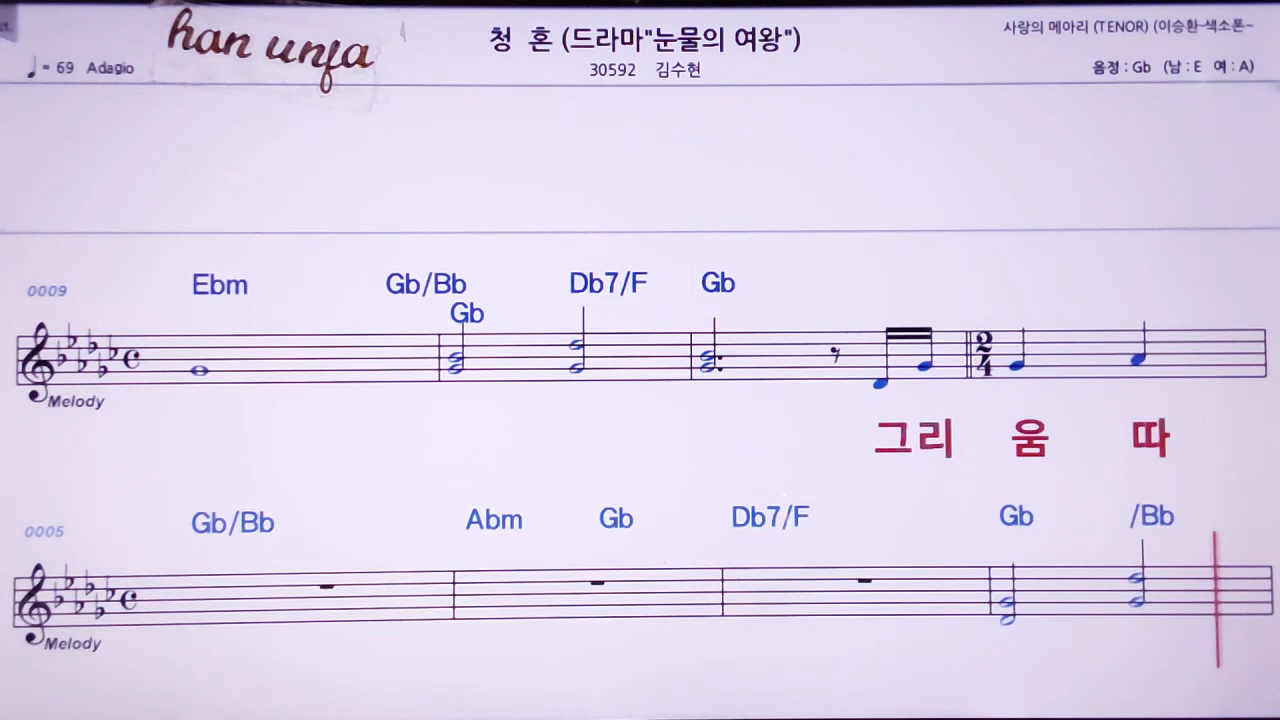 han unja
청 혼 (드라마"눈물의 여왕")
사랑의 메아리 (TENOR) (이승환-색소폰-
♩= 69 Adagio
30592 김수현
음정 : Gb (남 : E 여 : A)
Ebm Gb/Bb Db7/F Gb
0009
Gb
2
4
Melody
그리 움 따
Gb/Bb Abm Gb Db7/F Gb /Bb
0005
Melody